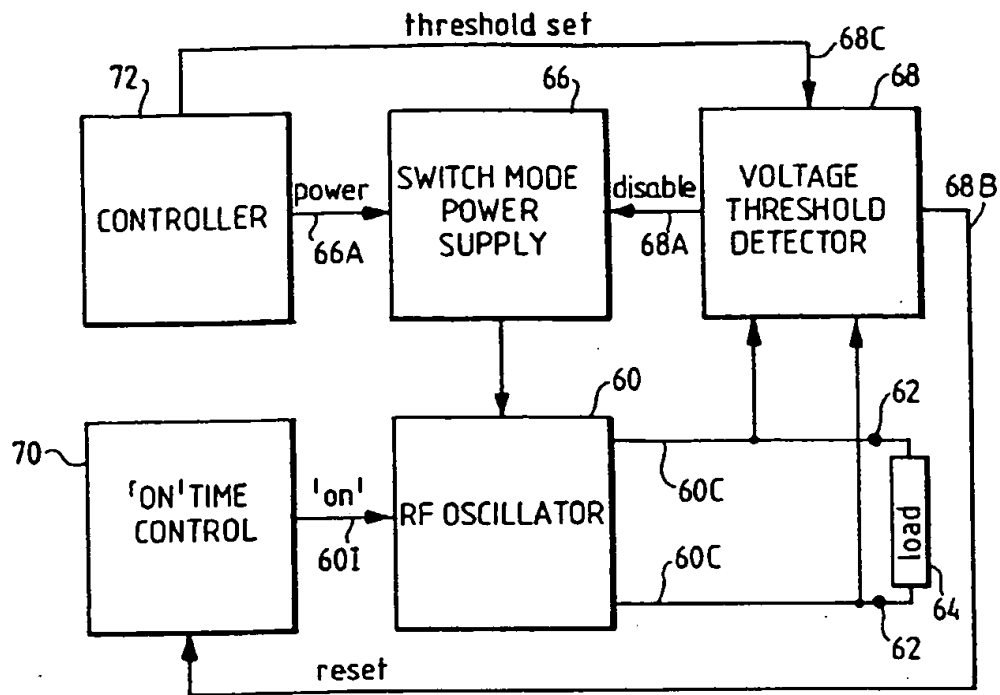 threshold set
68C
72
66
68
CONTROLLER
power
66A
SWITCH MODE
POWER
SUPPLY
disable
68A
VOLTAGE
THRESHOLD
DETECTOR
68B
60
62
70
'ON' TIME
CONTROL
'on'
60I
RF OSCILLATOR
60C
60C
load
64
62
reset